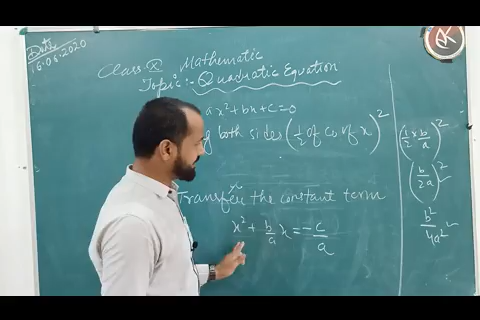 Date
16.06.2020
Mathematic
Class:- X
Topic:- Quadratic Equation
ax²+bx+c=0
both sides (1/2 of co of x)²
Transfer the constant term
x² + b/a x = -c/a
(1/2 × b/a)²
(b/2a)²
b²/4a²